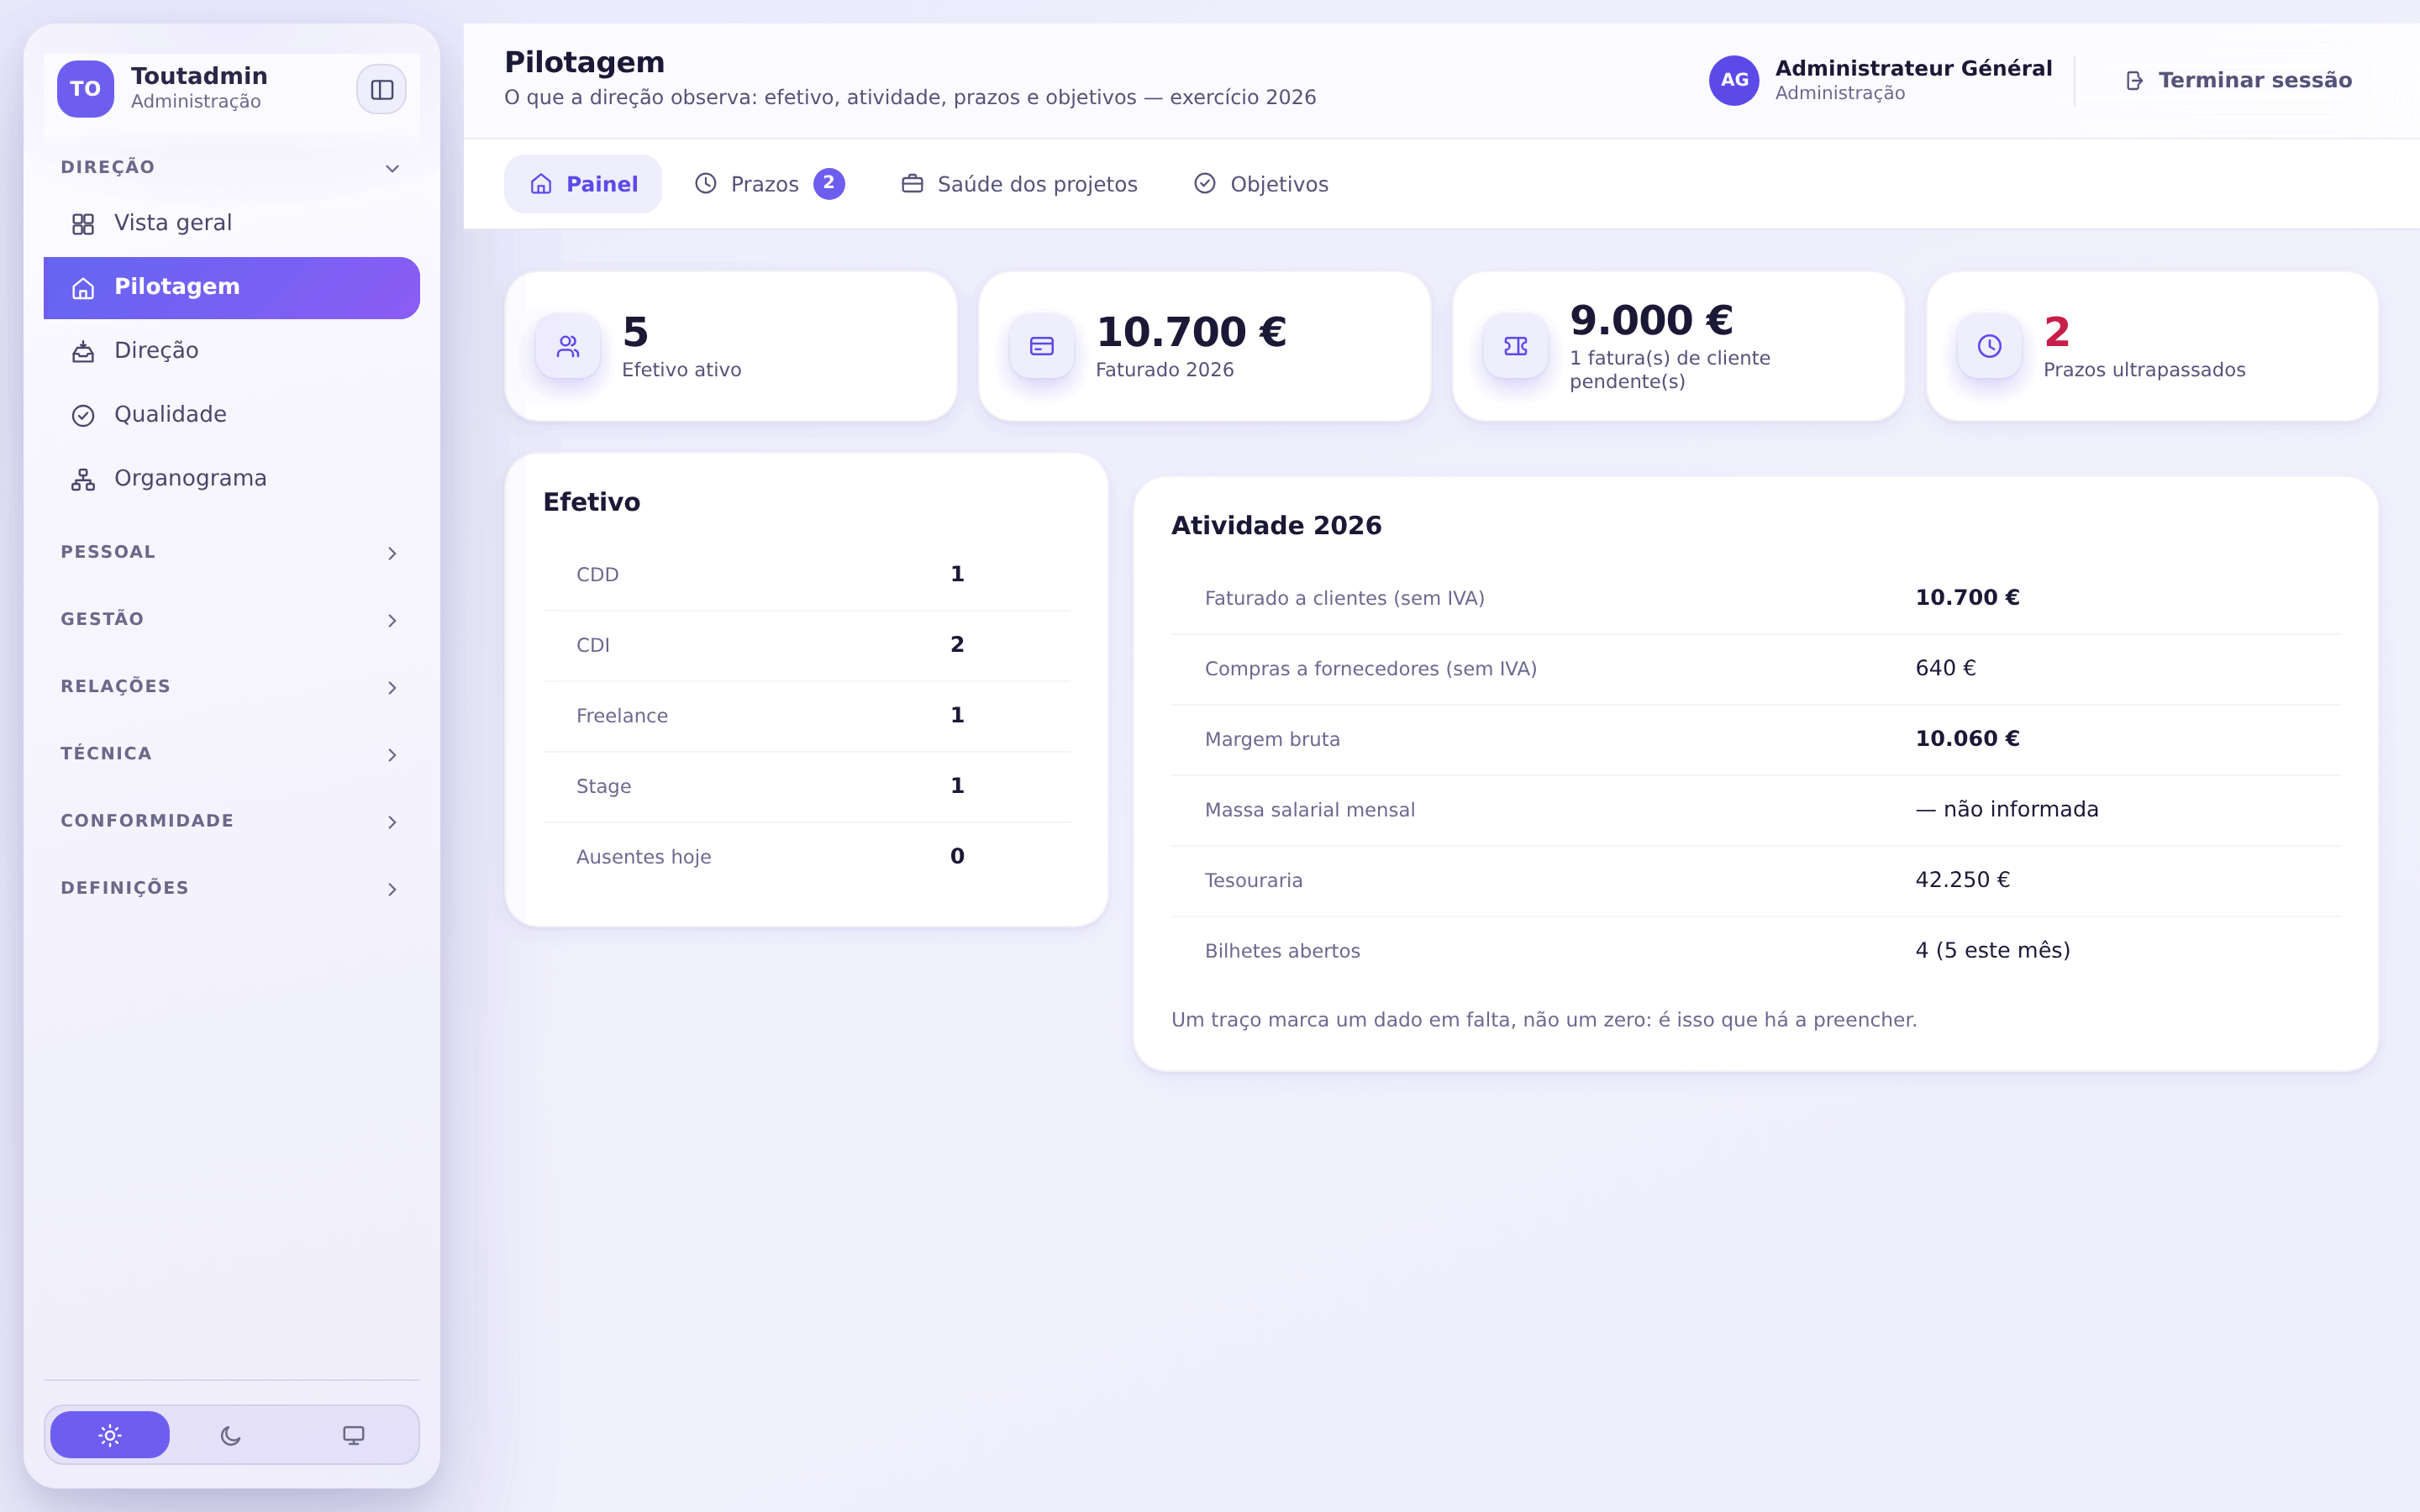 TO
Toutadmin
Administração
DIREÇÃO
Vista geral
Pilotagem
Direção
Qualidade
Organograma
PESSOAL
GESTÃO
RELAÇÕES
TÉCNICA
CONFORMIDADE
DEFINIÇÕES
Pilotagem
O que a direção observa: efetivo, atividade, prazos e objetivos — exercício 2026
AG
Administrateur Général
Administração
Terminar sessão
Painel
Prazos 2
Saúde dos projetos
Objetivos
5
Efetivo ativo
10.700 €
Faturado 2026
9.000 €
1 fatura(s) de cliente
pendente(s)
2
Prazos ultrapassados
Efetivo
CDD 1
CDI 2
Freelance 1
Stage 1
Ausentes hoje 0
Atividade 2026
Faturado a clientes (sem IVA) 10.700 €
Compras a fornecedores (sem IVA) 640 €
Margem bruta 10.060 €
Massa salarial mensal — não informada
Tesouraria 42.250 €
Bilhetes abertos 4 (5 este mês)
Um traço marca um dado em falta, não um zero: é isso que há a preencher.